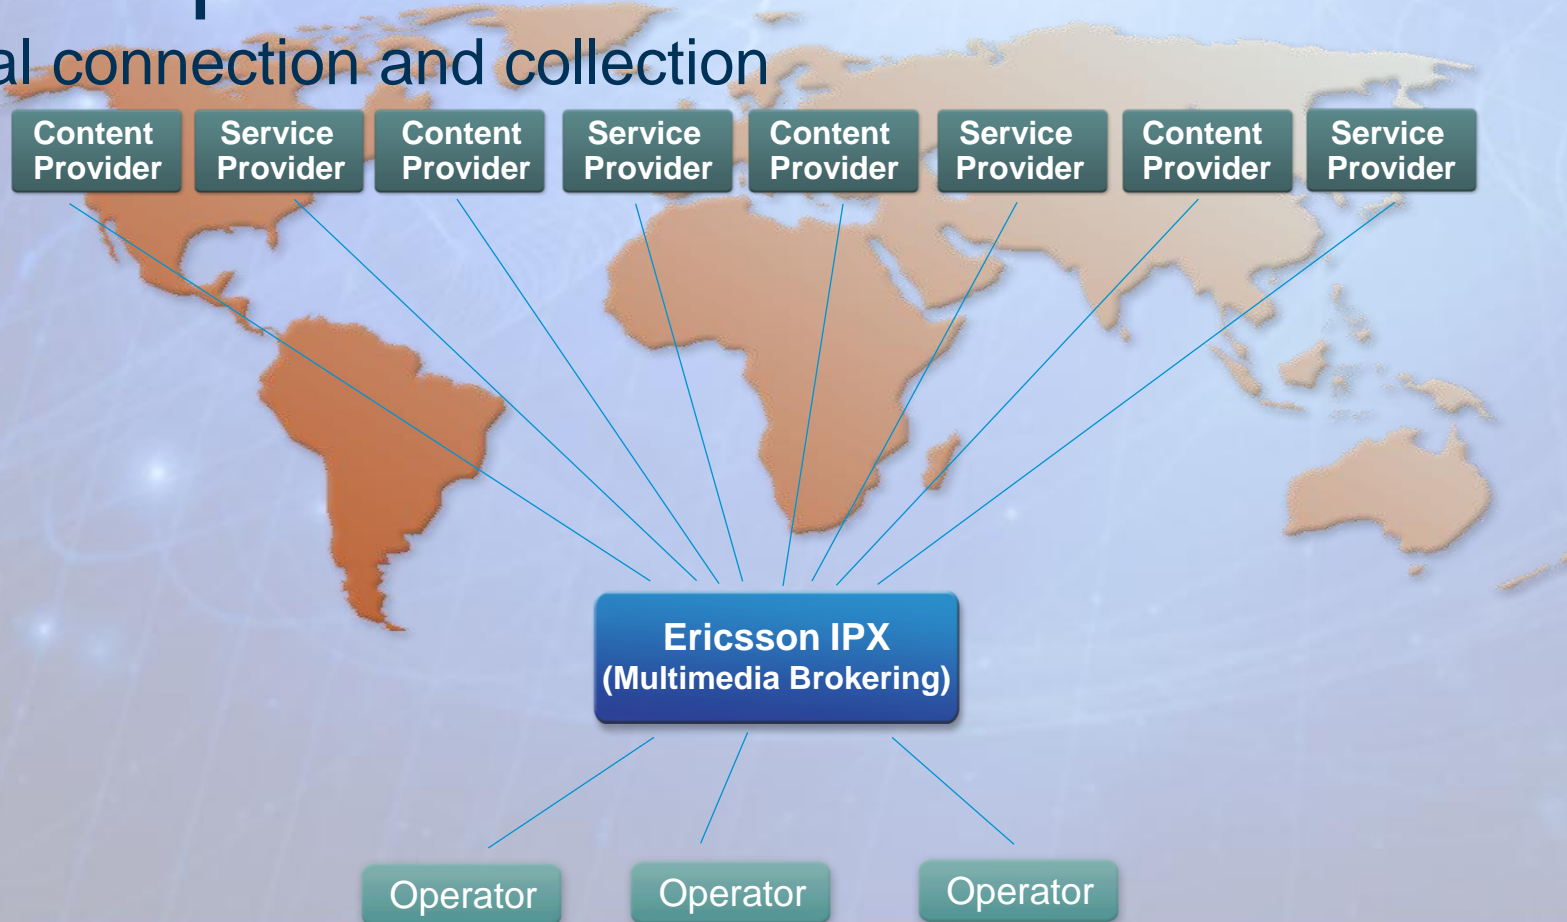 al connection and collection
Content Provider
Service Provider
Content Provider
Service Provider
Content Provider
Service Provider
Content Provider
Service Provider
Ericsson IPX
(Multimedia Brokering)
Operator
Operator
Operator